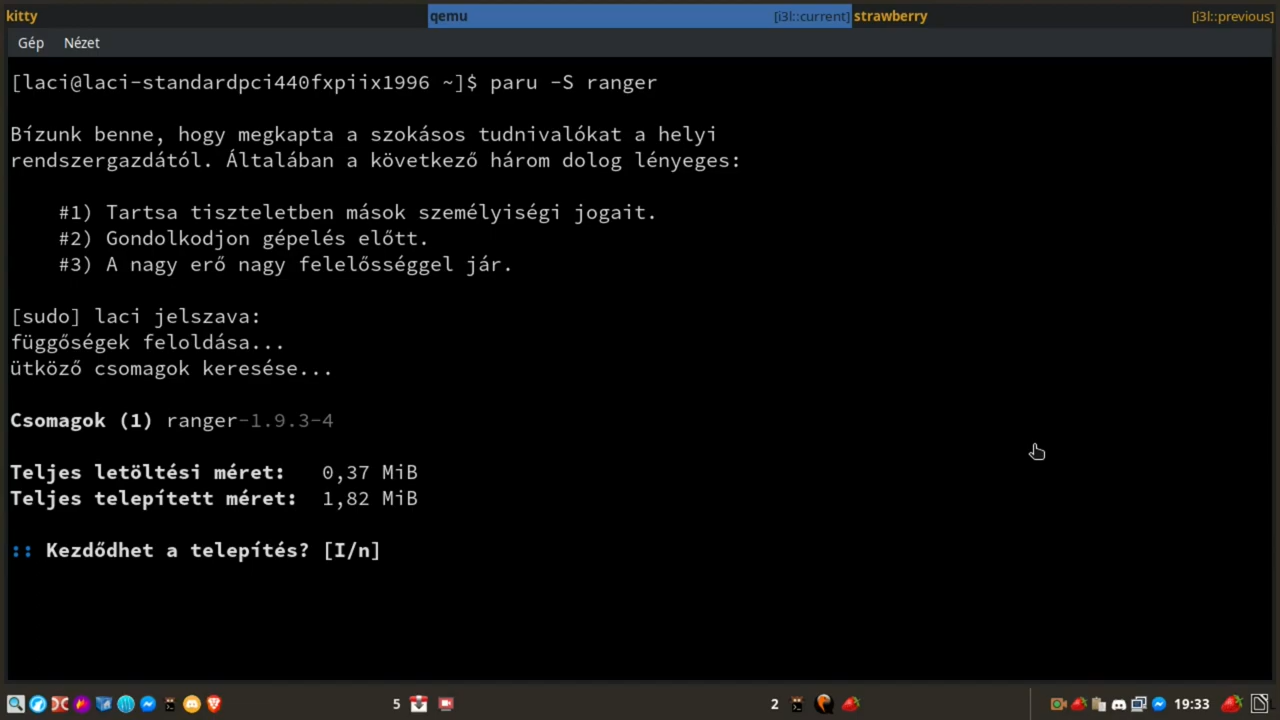 kitty
qemu [i3l::current]
strawberry [i3l::previous]
Gép Nézet
[laci@laci-standardpci440fxpiix1996 ~]$ paru -S ranger
Bízunk benne, hogy megkapta a szokásos tudnivalókat a helyi
rendszergazdától. Általában a következő három dolog lényeges:
#1) Tartsa tiszteletben mások személyiségi jogait.
#2) Gondolkodjon gépelés előtt.
#3) A nagy erő nagy felelősséggel jár.
[sudo] laci jelszava:
függőségek feloldása...
ütköző csomagok keresése...
Csomagok (1) ranger-1.9.3-4
Teljes letöltési méret: 0,37 MiB
Teljes telepített méret: 1,82 MiB
:: Kezdődhet a telepítés? [I/n]
5 2 19:33